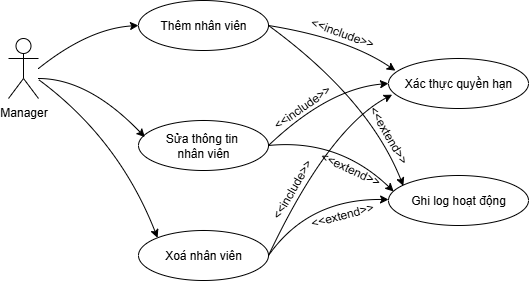 Thêm nhân viên
<<include>>
Manager
Xác thực quyền hạn
<<include>>
<<extend>>
Sửa thông tin
nhân viên
<<extend>>
<<include>>
Ghi log hoạt động
<<extend>>
Xoá nhân viên